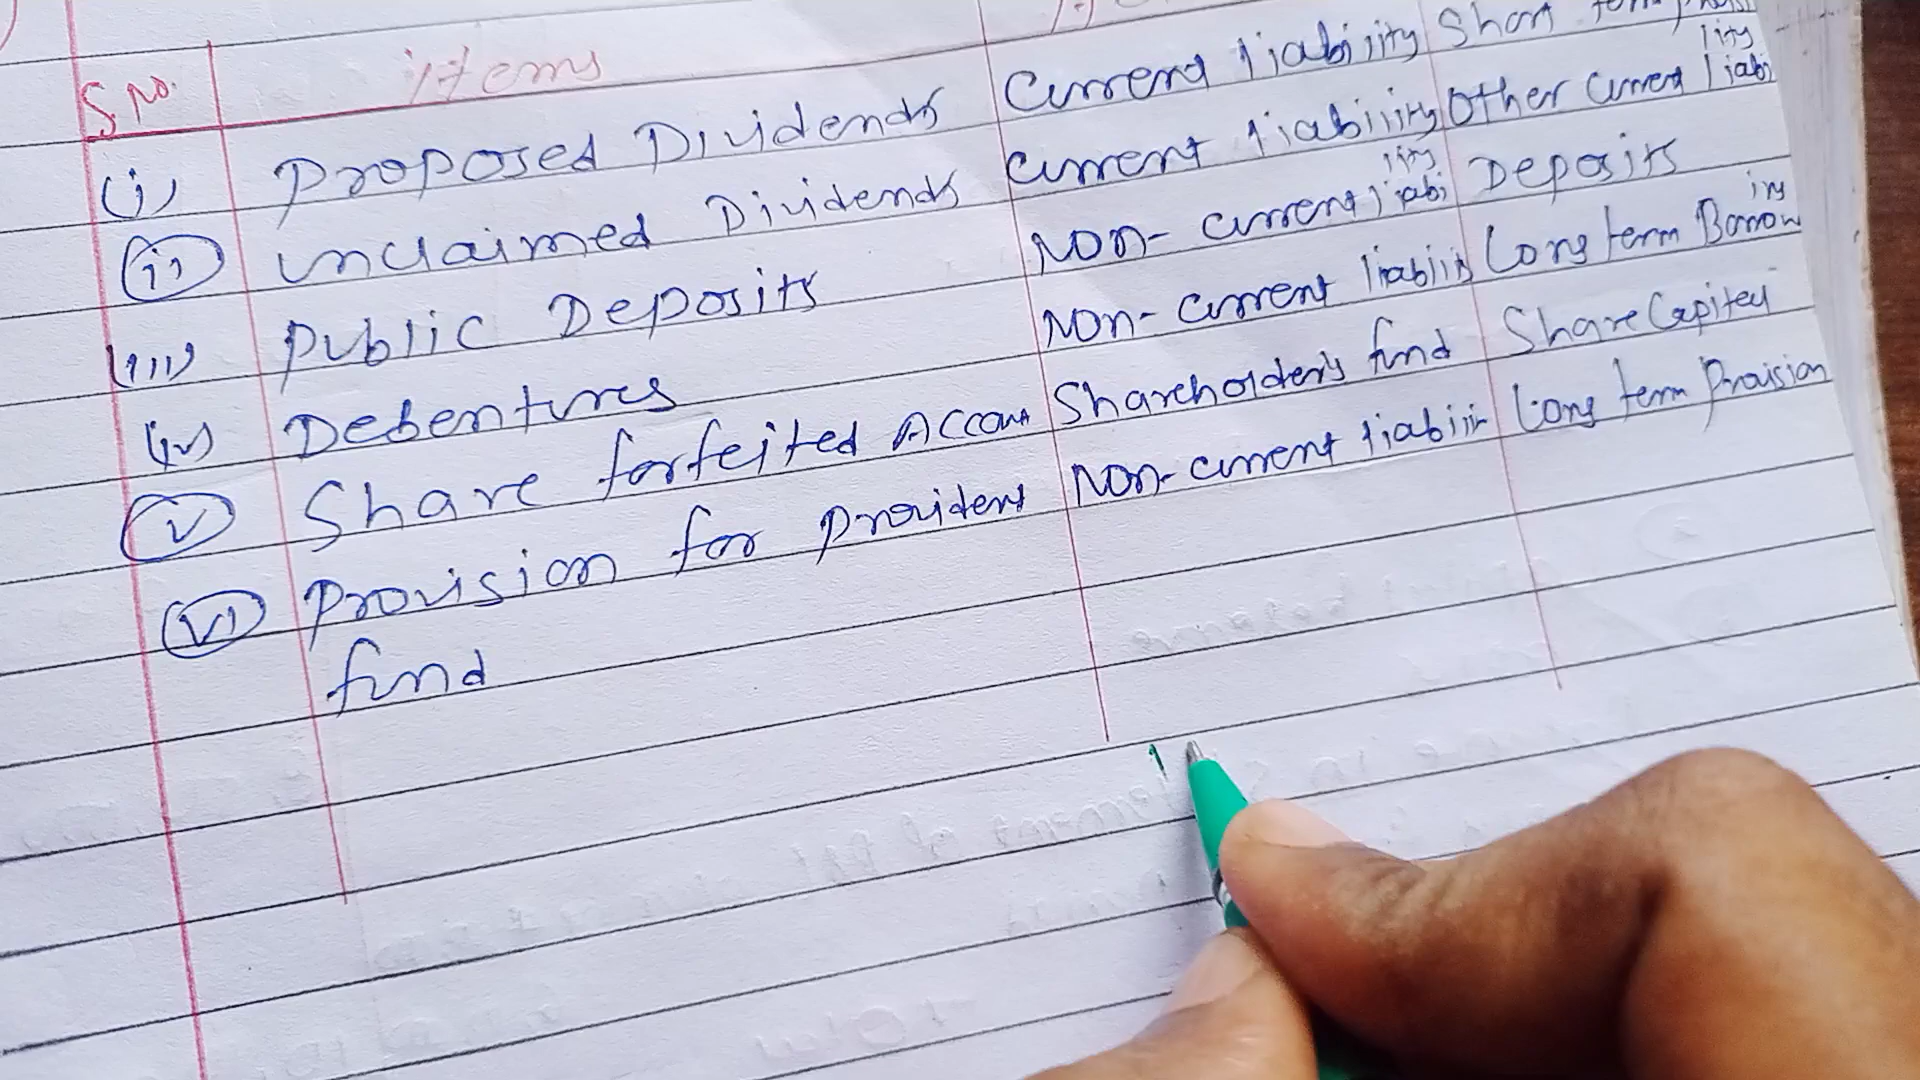 S No. items
(i) Proposed Dividends Current liability Short term
(ii) unclaimed Dividends Current liability Other Current liability
(iii) Public Deposits Non-current liability Deposits
(iv) Debentures Non-current liability Long term Borrowing
(v) Share forfeited Account Shareholder's fund Share Capital
(vi) Provision for Provident Non-current liability Long term Provision
fund